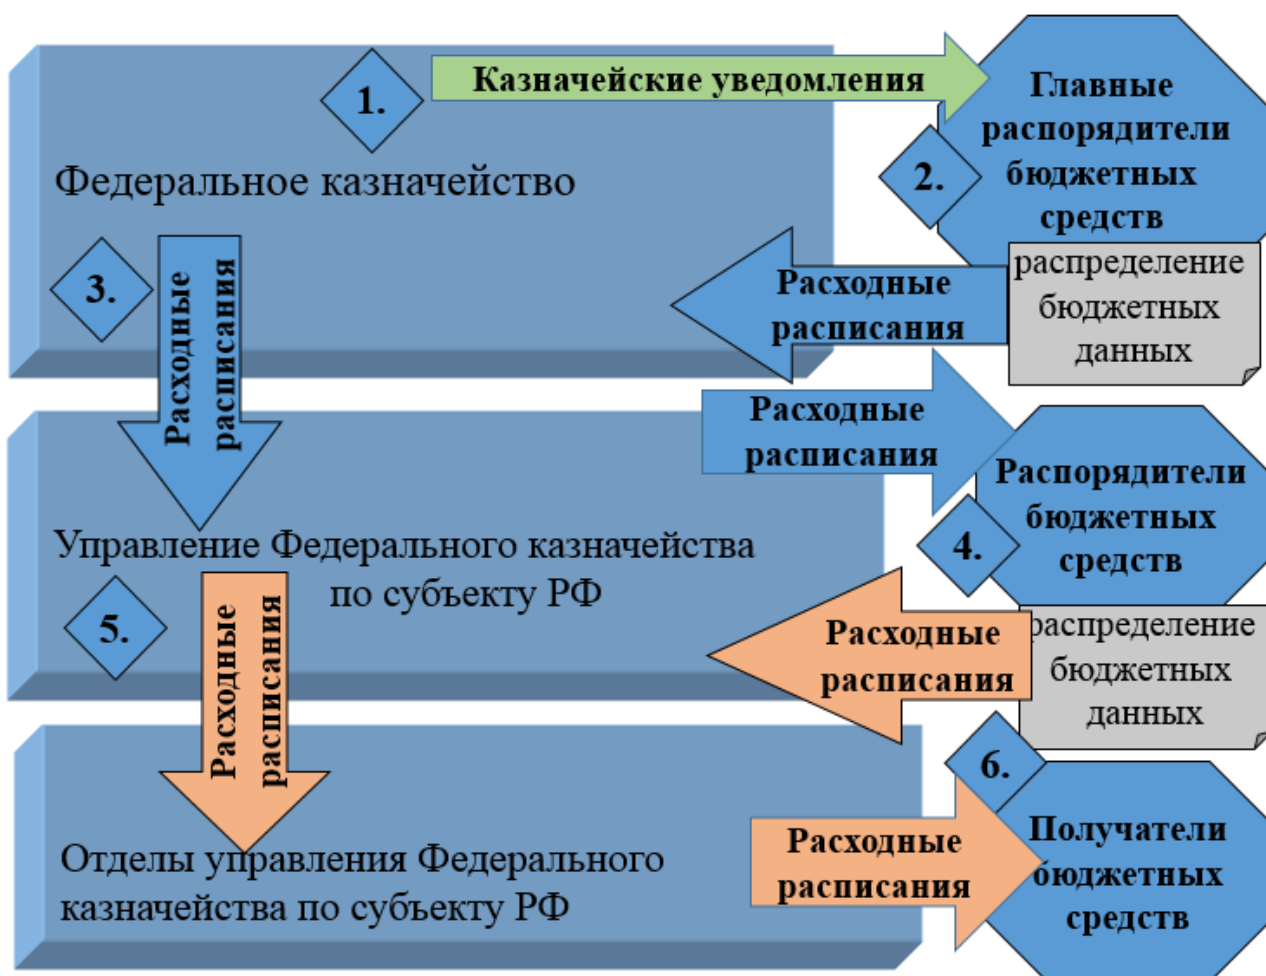 1.
Казначейские уведомления
Главные
распорядители
бюджетных
средств
2.
Федеральное казначейство
3.
Расходные
расписания
Расходные
расписания
распределение
бюджетных
данных
Расходные
расписания
Распорядители
бюджетных
средств
4.
Управление Федерального казначейства
по субъекту РФ
5.
Расходные
расписания
Расходные
расписания
распределение
бюджетных
данных
6.
Отделы управления Федерального
казначейства по субъекту РФ
Расходные
расписания
Получатели
бюджетных
средств